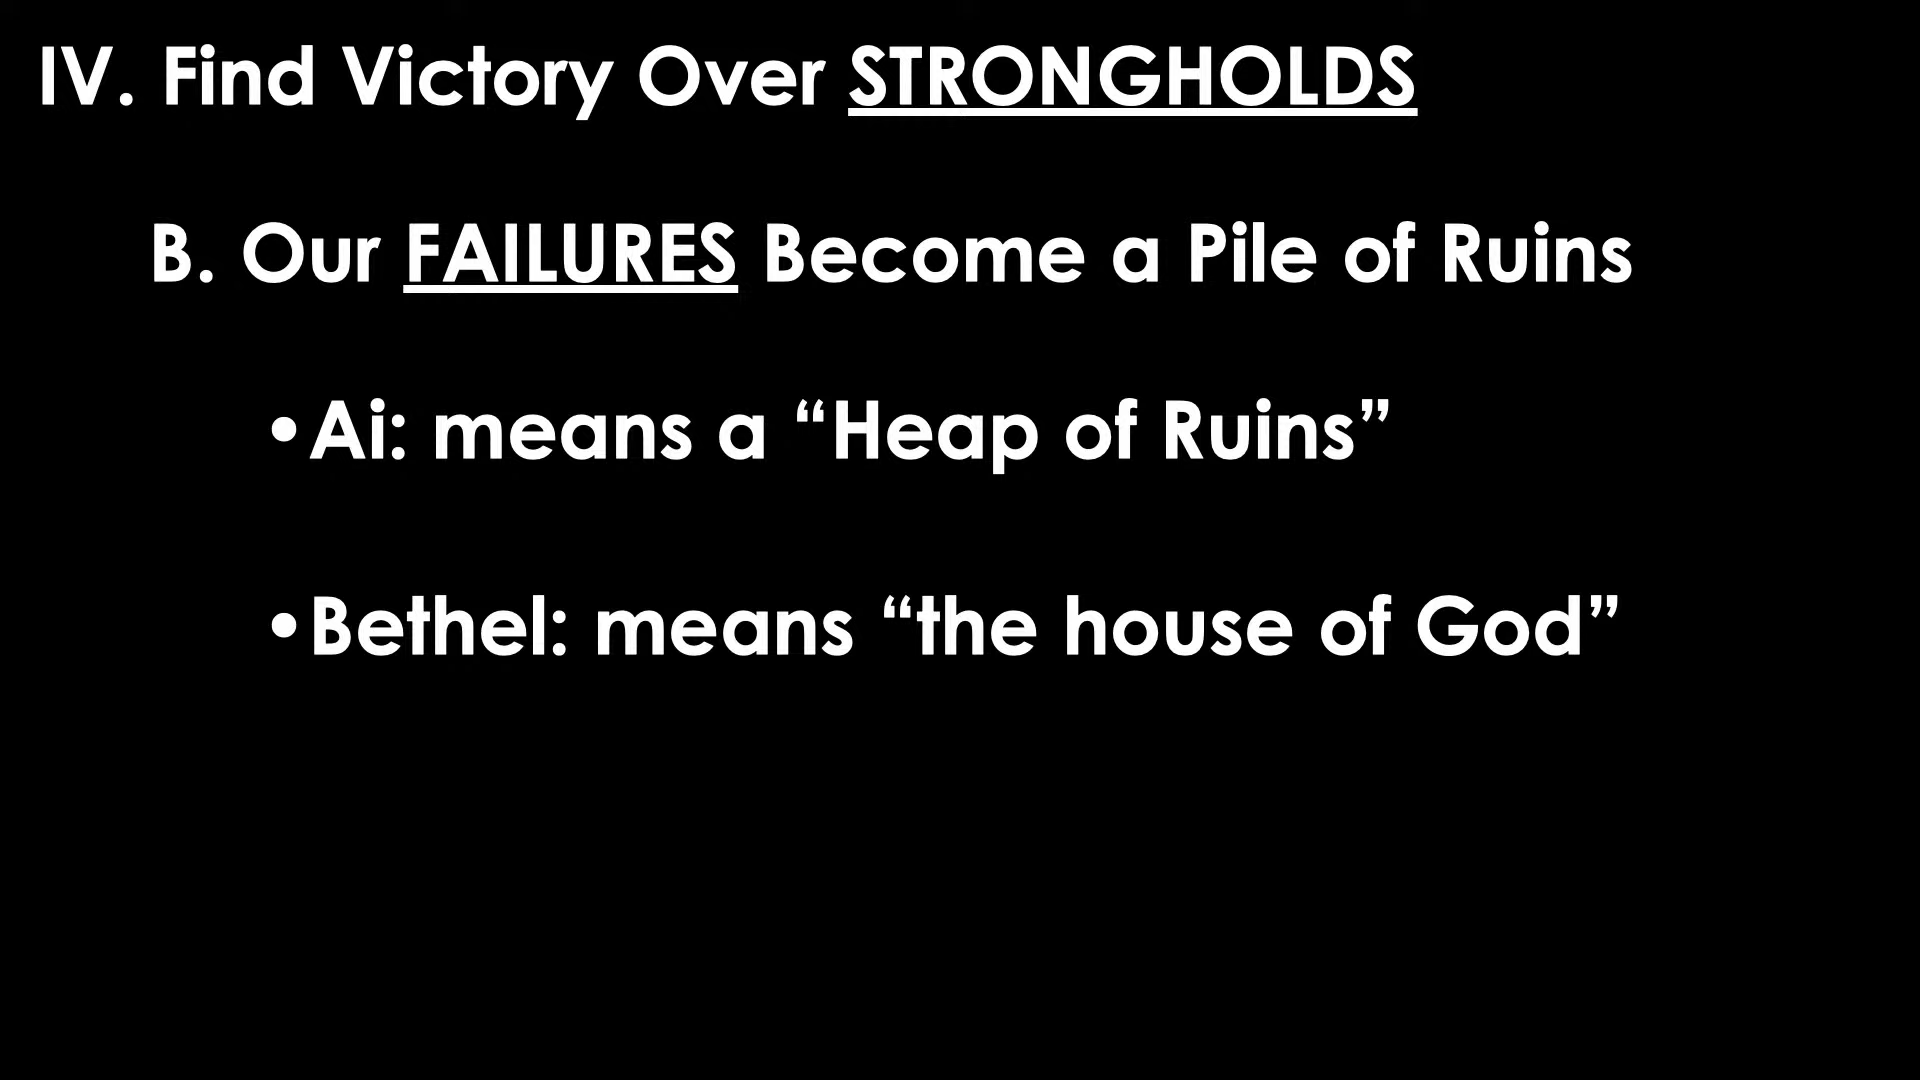 IV. Find Victory Over STRONGHOLDS
B. Our FAILURES Become a Pile of Ruins
•Ai: means a “Heap of Ruins”
•Bethel: means “the house of God”